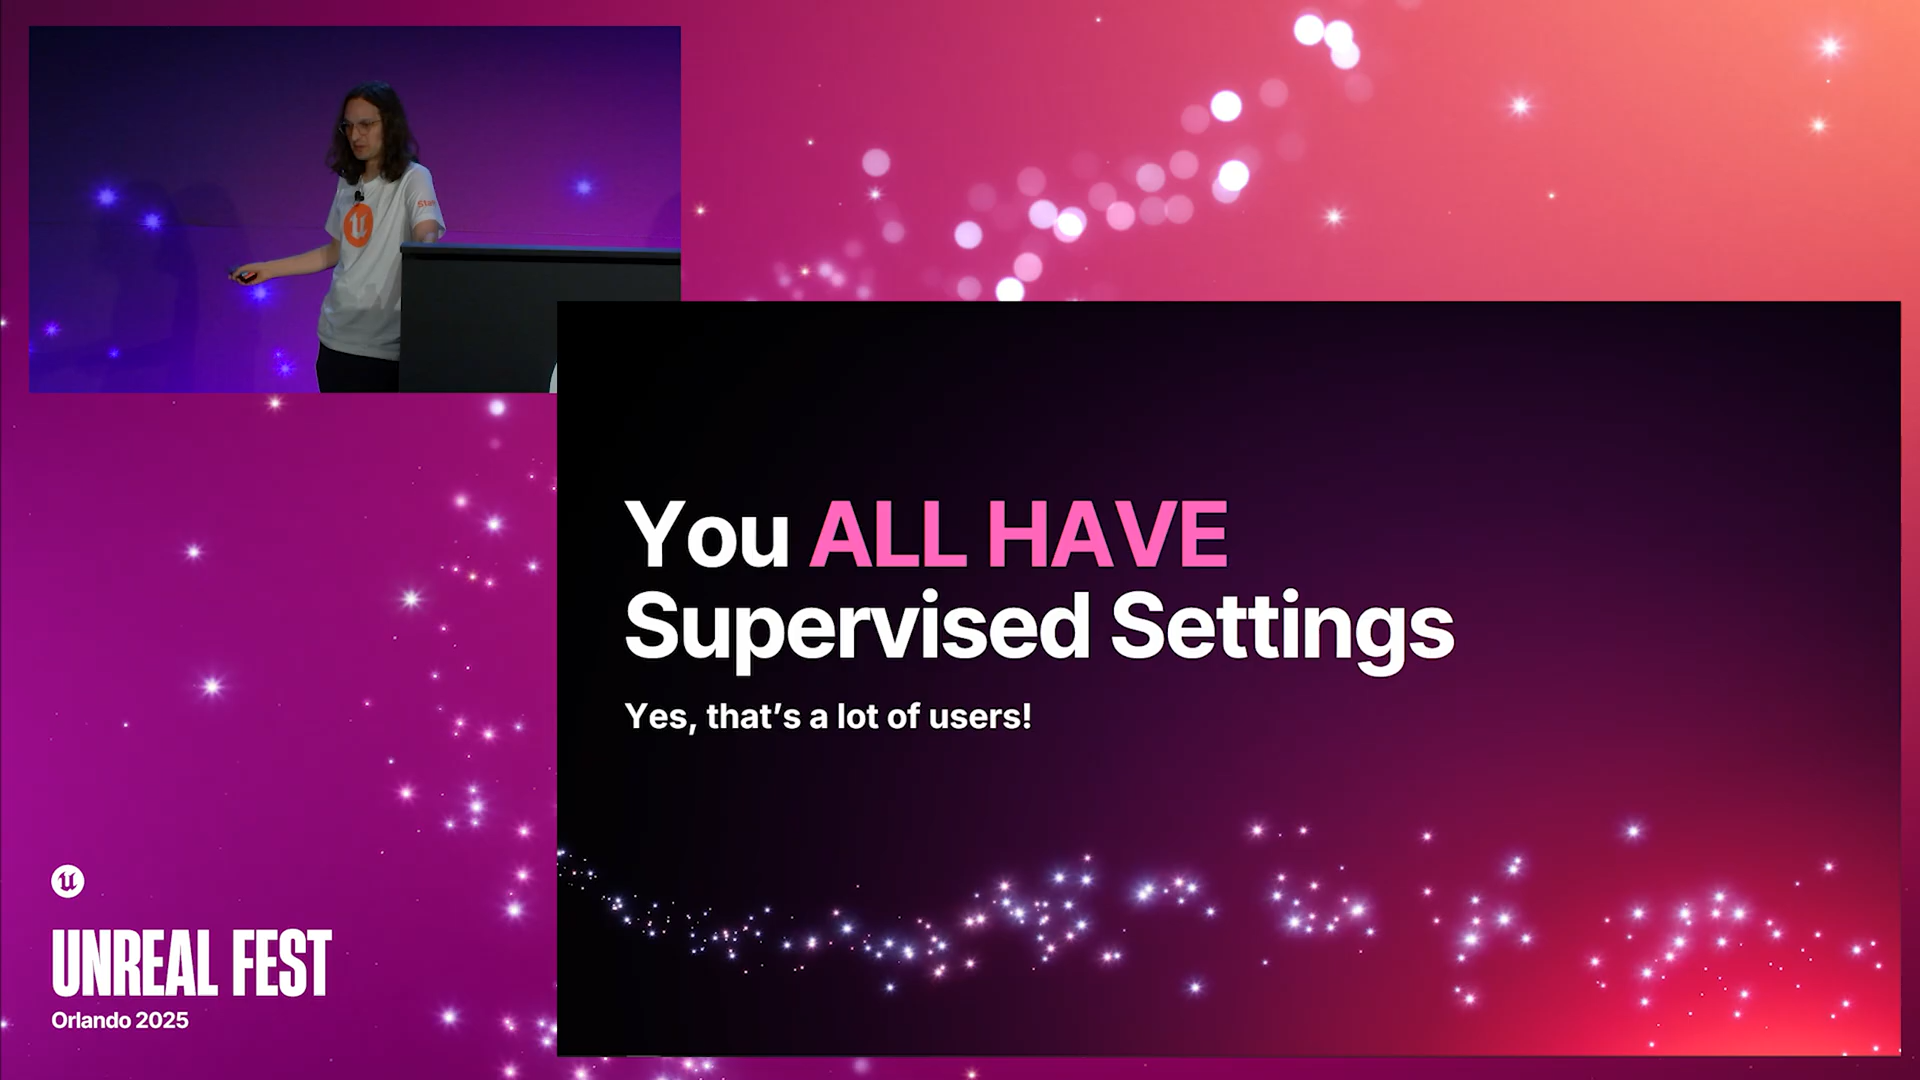 You ALL HAVE
Supervised Settings
Yes, that's a lot of users!
UNREAL FEST
Orlando 2025